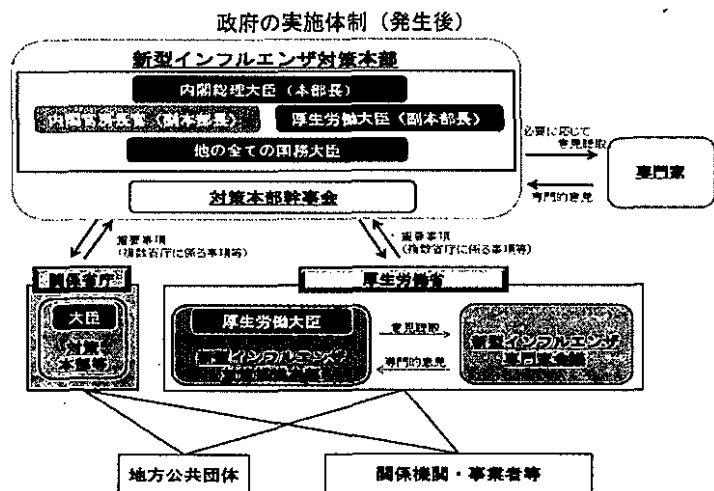 政府の実施体制(発生後)
新型インフルエンザ対策本部
内閣総理大臣(本部長)
内閣官房長官(副本部長)
厚生労働大臣(副本部長)
他の全ての国務大臣
対策本部幹事会
必要に応じて
意見聴取
専門家
専門的意見
重要事項
(複数省庁に係る事項等)
重要事項
(複数省庁に係る事項等)
関係省庁
大臣
対策
本部等
厚生労働省
厚生労働大臣
新型インフルエンザ
意見聴取
専門的意見
新型インフルエンザ
専門家会議
地方公共団体
関係機関・事業者等